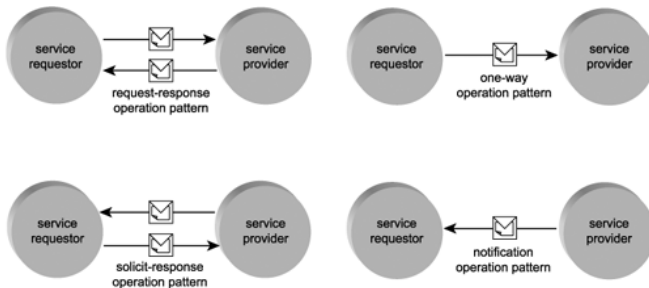 service
requestor
service
provider
request-response
operation pattern
service
requestor
service
provider
one-way
operation pattern
service
requestor
service
provider
solicit-response
operation pattern
service
requestor
service
provider
notification
operation pattern